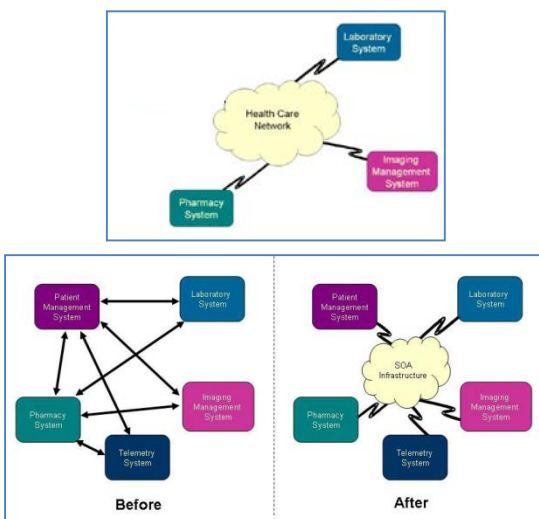 Laboratory
System
Health Care
Network
Imaging
Management
System
Pharmacy
System
Patient
Management
System
Laboratory
System
Pharmacy
System
Imaging
Management
System
Telemetry
System
Before
Patient
Management
System
Laboratory
System
SOA
Infrastructure
Pharmacy
System
Imaging
Management
System
Telemetry
System
After